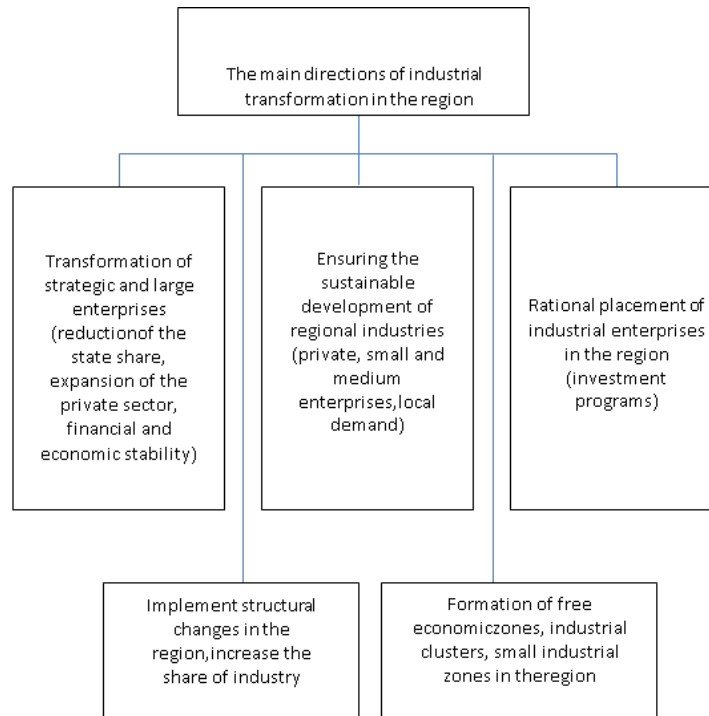 The main directions of industrial
transformation in the region
Transformation of
strategic and large
enterprises
(reductionof the
state share,
expansion of the
private sector,
financial and
economic stability)
Ensuring the
sustainable
development of
regional industries
(private, small and
medium
enterprises,local
demand)
Rational placement of
industrial enterprises
in the region
(investment
programs)
Implement structural
changes in the
region,increase the
share of industry
Formation of free
economiczones, industrial
clusters, small industrial
zones in theregion